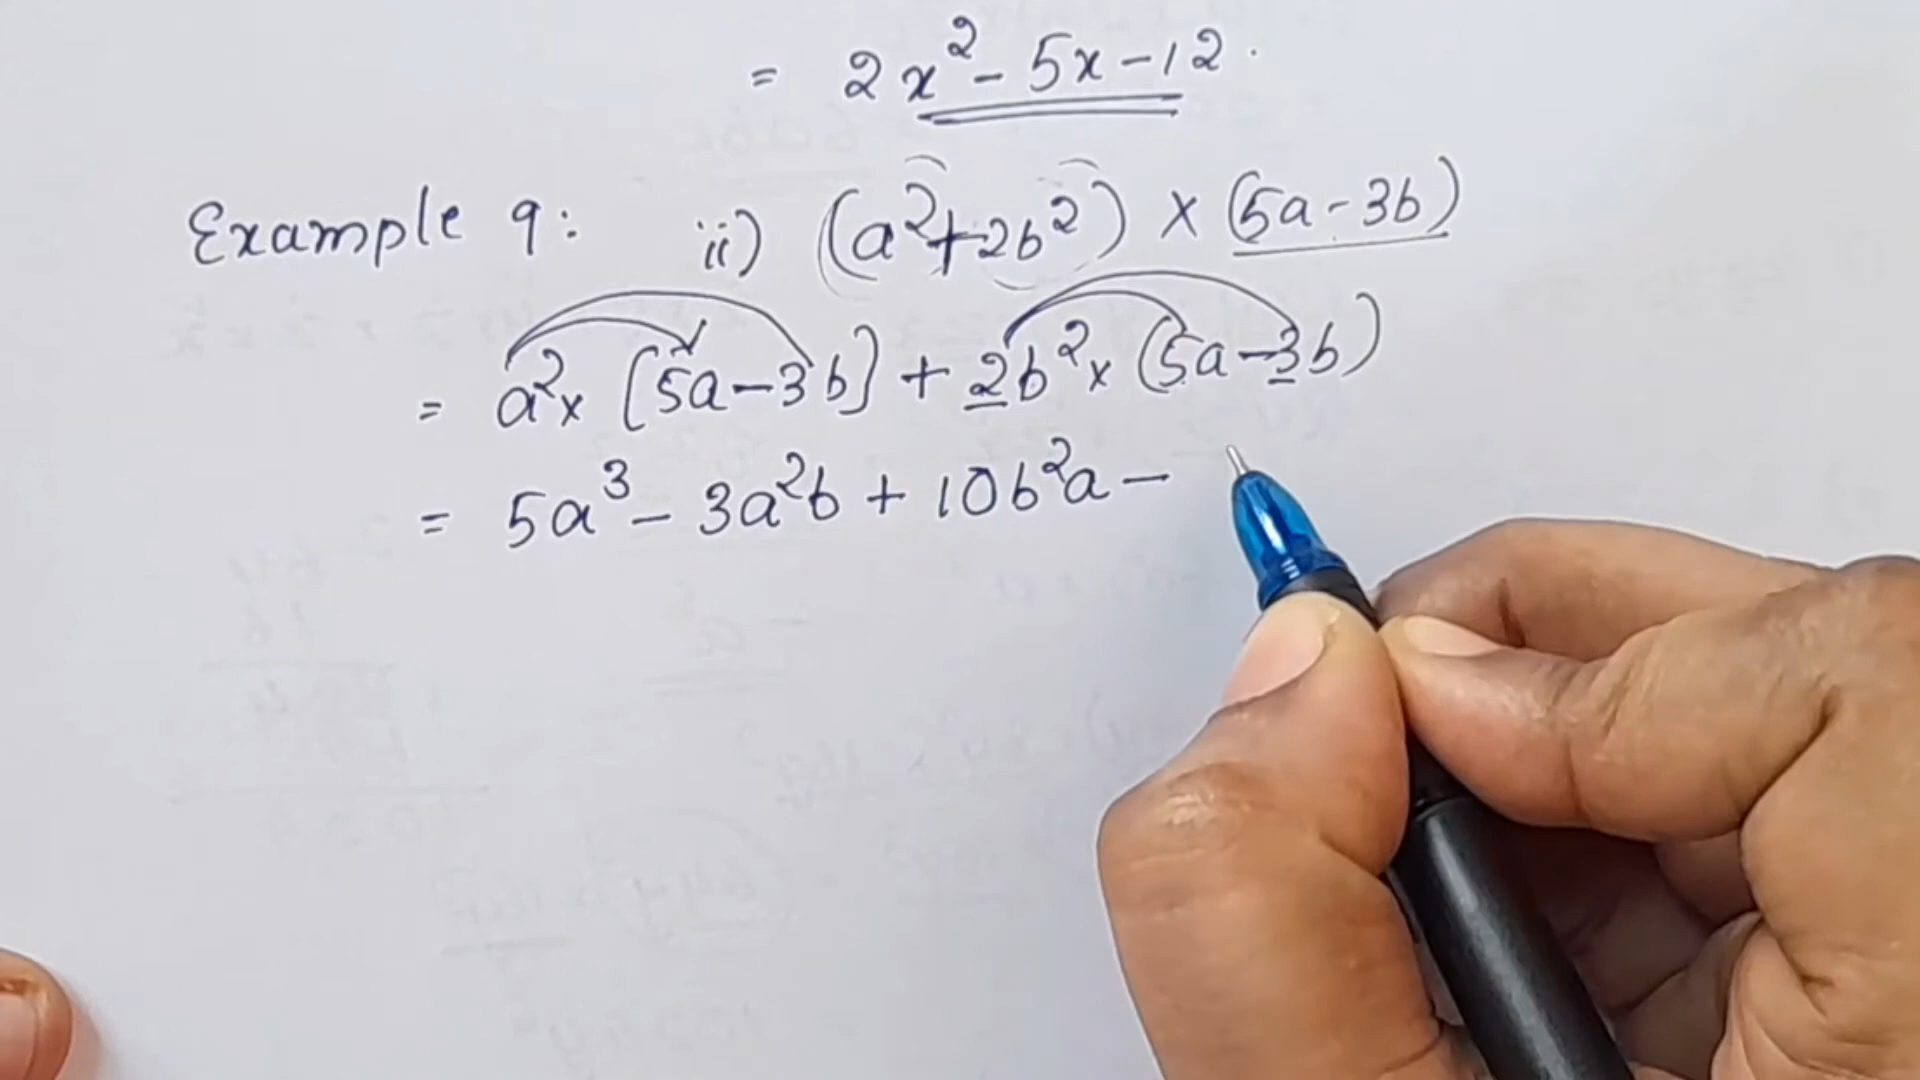 = 2x² - 5x - 12.
Example 9: ii) (a² + 2b²) × (5a - 3b)
= a² × [5a - 3b] + 2b² × (5a - 3b)
= 5a³ - 3a²b + 10b²a -